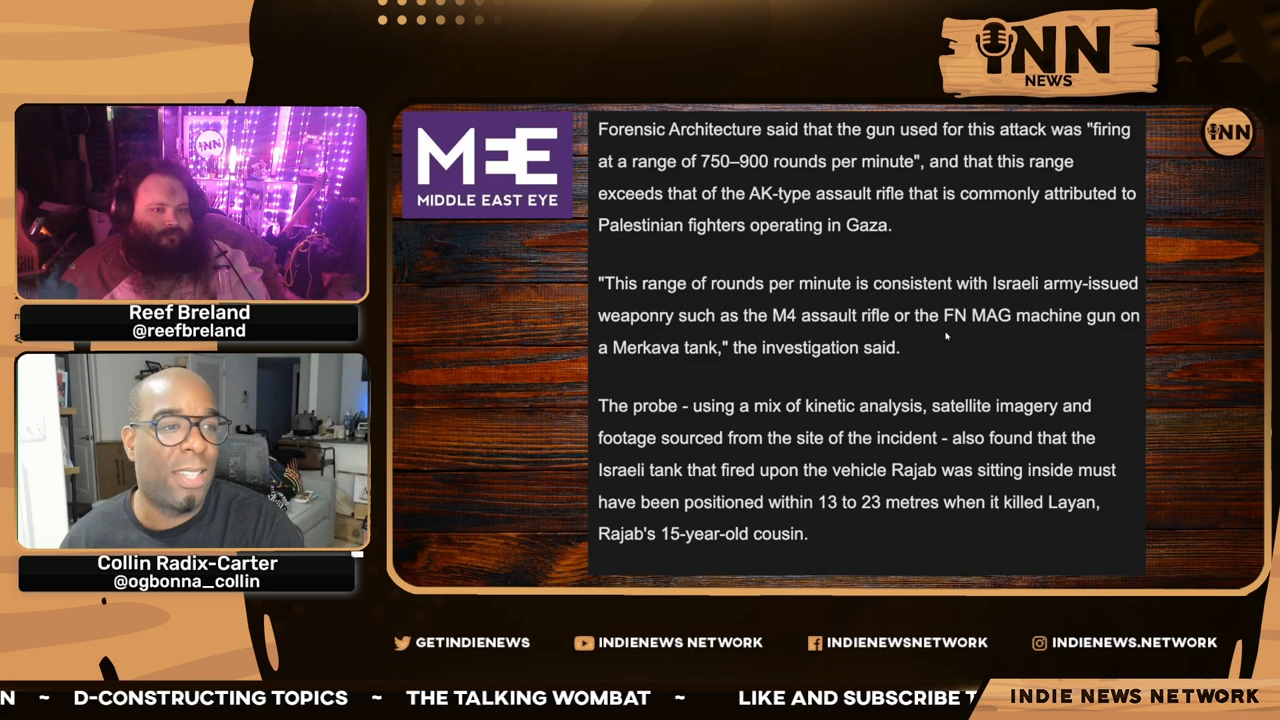 INN
NEWS
INN
INN
Reef Breland
@reefbreland
Collin Radix-Carter
@ogbonna_collin
MEE
MIDDLE EAST EYE
Forensic Architecture said that the gun used for this attack was "firing
at a range of 750–900 rounds per minute", and that this range
exceeds that of the AK-type assault rifle that is commonly attributed to
Palestinian fighters operating in Gaza.
"This range of rounds per minute is consistent with Israeli army-issued
weaponry such as the M4 assault rifle or the FN MAG machine gun on
a Merkava tank," the investigation said.
The probe - using a mix of kinetic analysis, satellite imagery and
footage sourced from the site of the incident - also found that the
Israeli tank that fired upon the vehicle Rajab was sitting inside must
have been positioned within 13 to 23 metres when it killed Layan,
Rajab's 15-year-old cousin.
GETINDIENEWS INDIENEWS NETWORK INDIENEWSNETWORK INDIENEWS.NETWORK
N ~ D-CONSTRUCTING TOPICS ~ THE TALKING WOMBAT ~ LIKE AND SUBSCRIBE T INDIE NEWS NETWORK